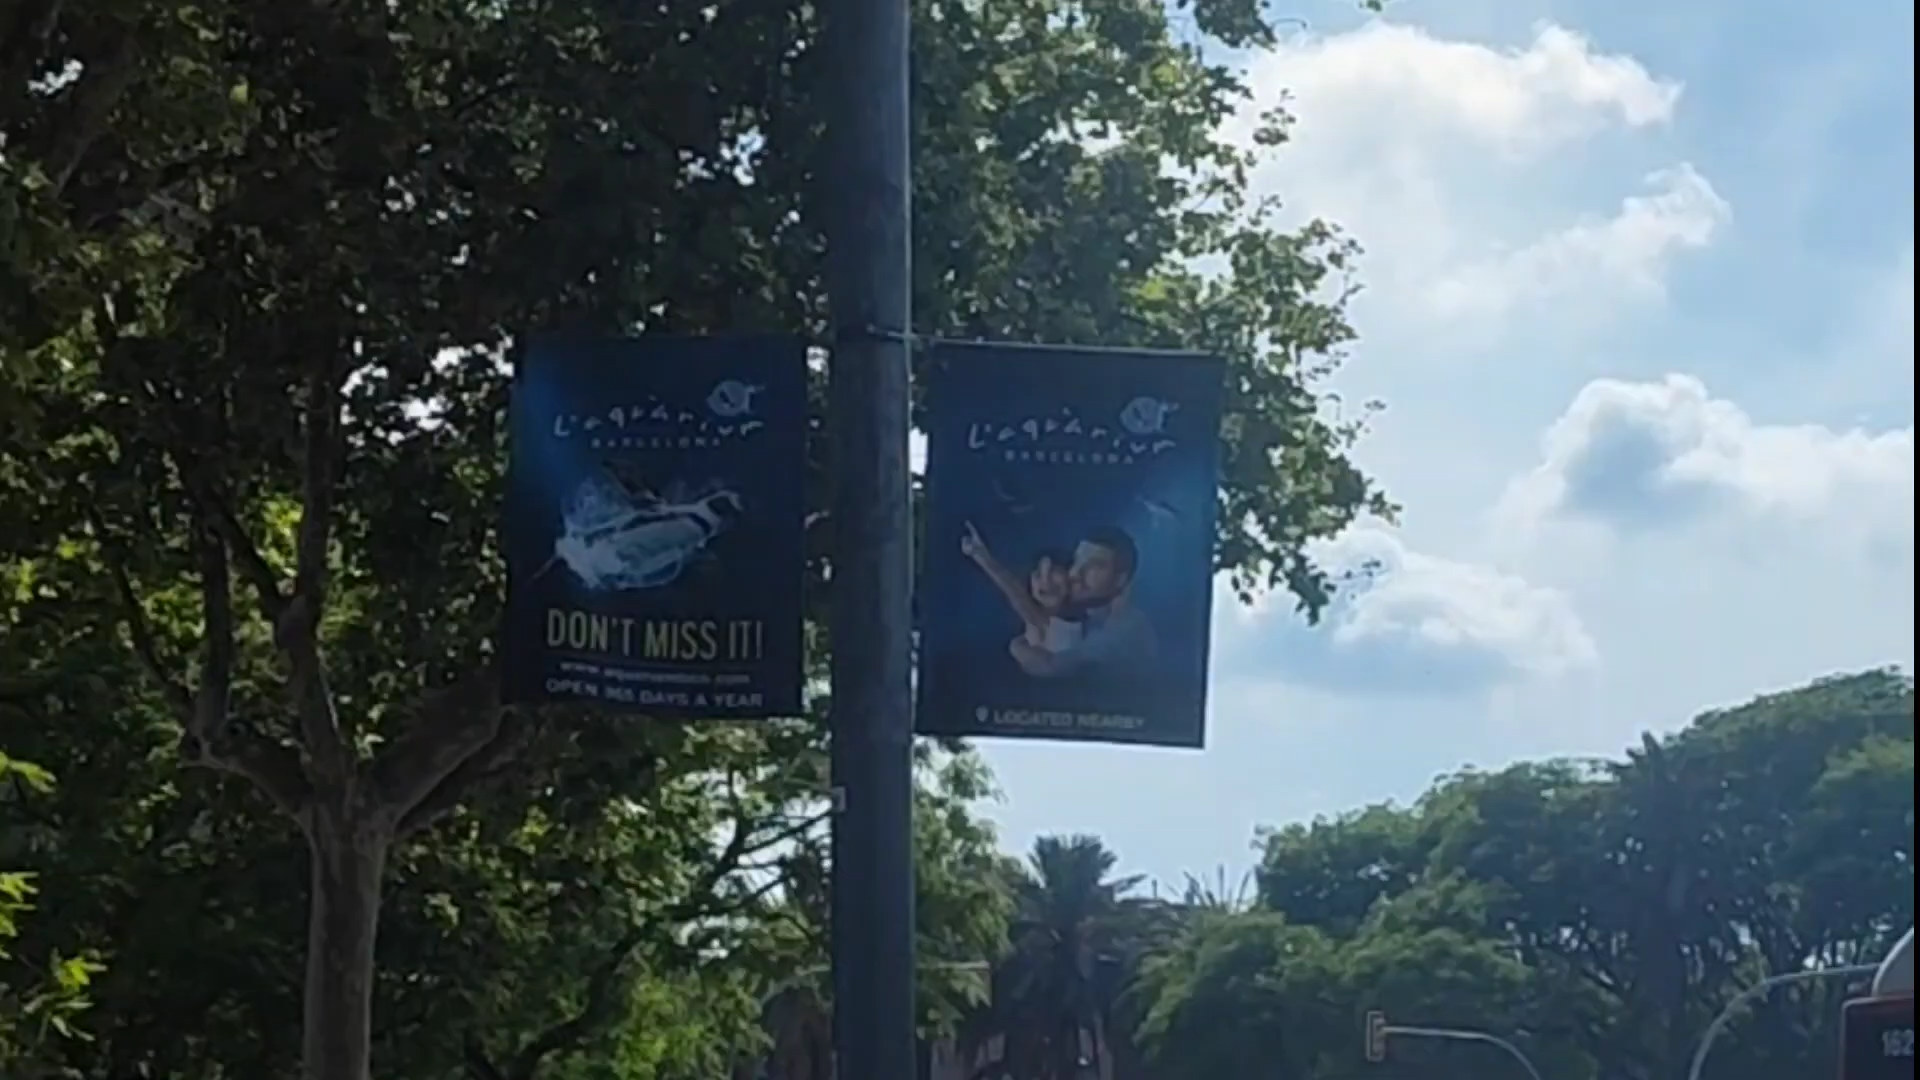 L'aquàrium
BARCELONA
DON'T MISS IT!
OPEN 365 DAYS A YEAR
L'aquàrium
BARCELONA
LOCATED NEARBY